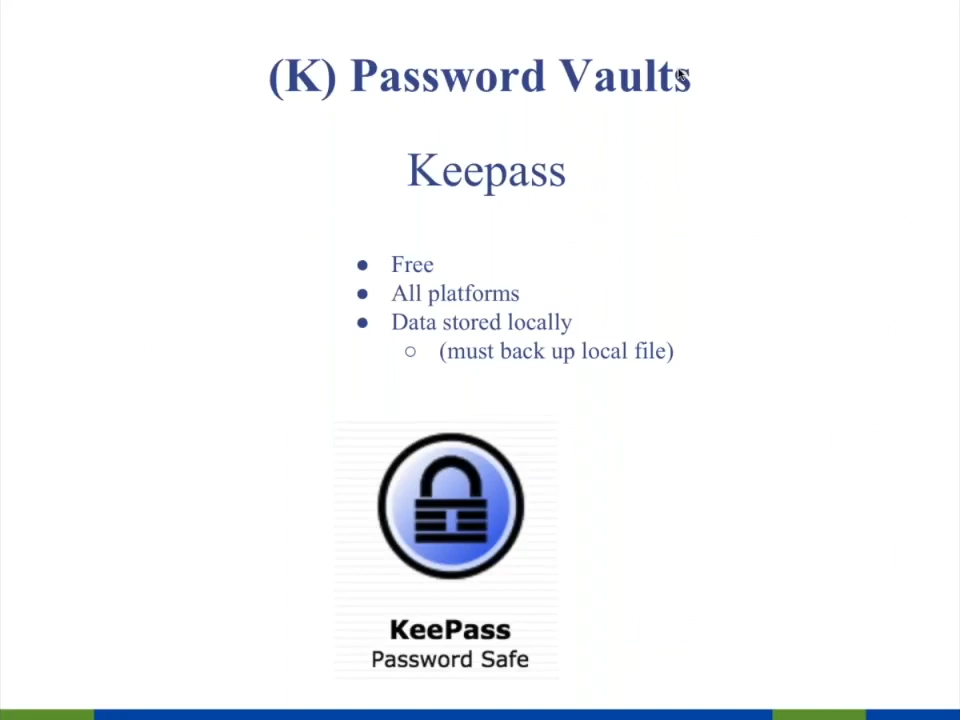 (K) Password Vaults
Keepass
● Free
● All platforms
● Data stored locally
○ (must back up local file)
KeePass
Password Safe